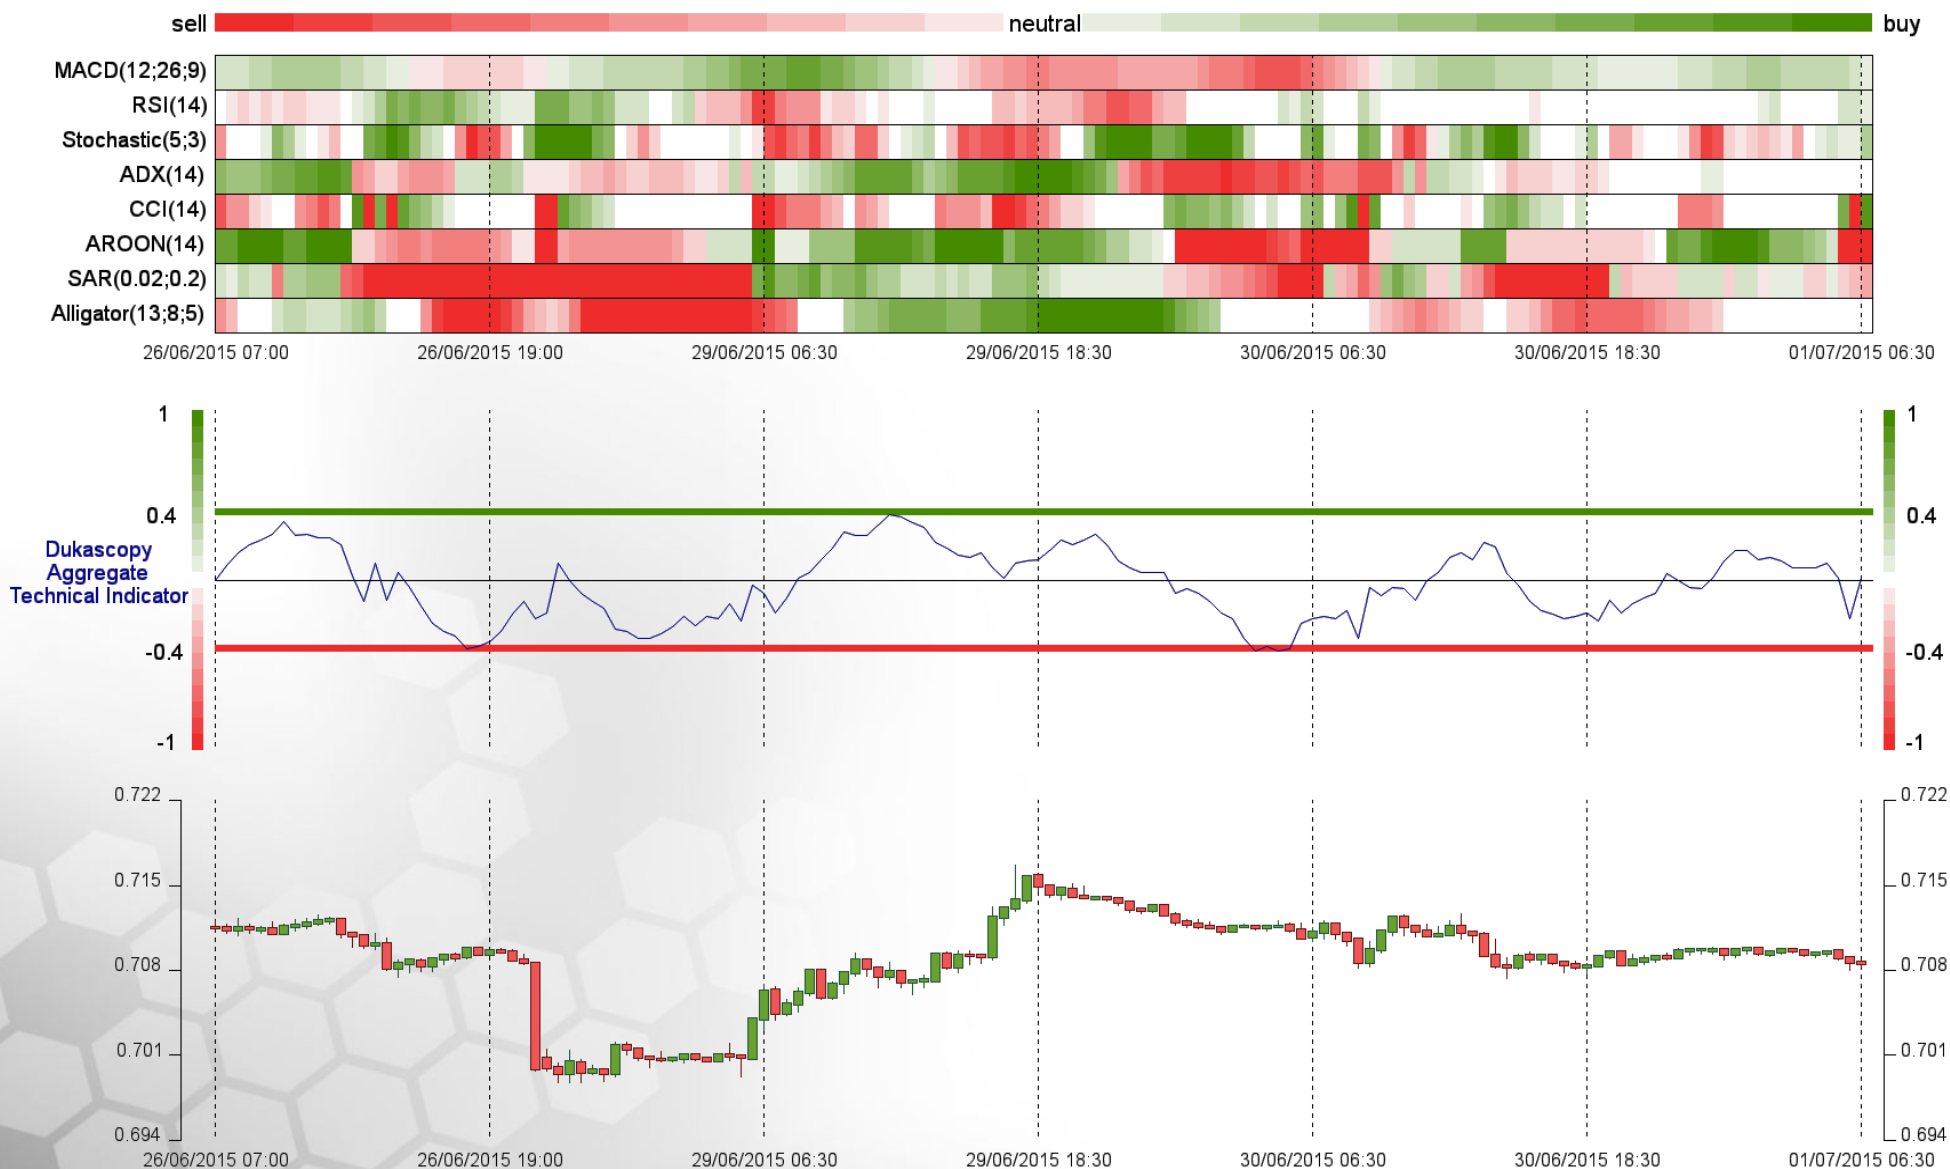 sell neutral buy
MACD(12;26;9)
RSI(14)
Stochastic(5;3)
ADX(14)
CCI(14)
AROON(14)
SAR(0.02;0.2)
Alligator(13;8;5)
26/06/2015 07:00 26/06/2015 19:00 29/06/2015 06:30 29/06/2015 18:30 30/06/2015 06:30 30/06/2015 18:30 01/07/2015 06:30
1 1
0.4 0.4
Dukascopy
Aggregate
Technical Indicator
-0.4 -0.4
-1 -1
0.722 0.722
0.715 0.715
0.708 0.708
0.701 0.701
0.694 0.694
26/06/2015 07:00 26/06/2015 19:00 29/06/2015 06:30 29/06/2015 18:30 30/06/2015 06:30 30/06/2015 18:30 01/07/2015 06:30